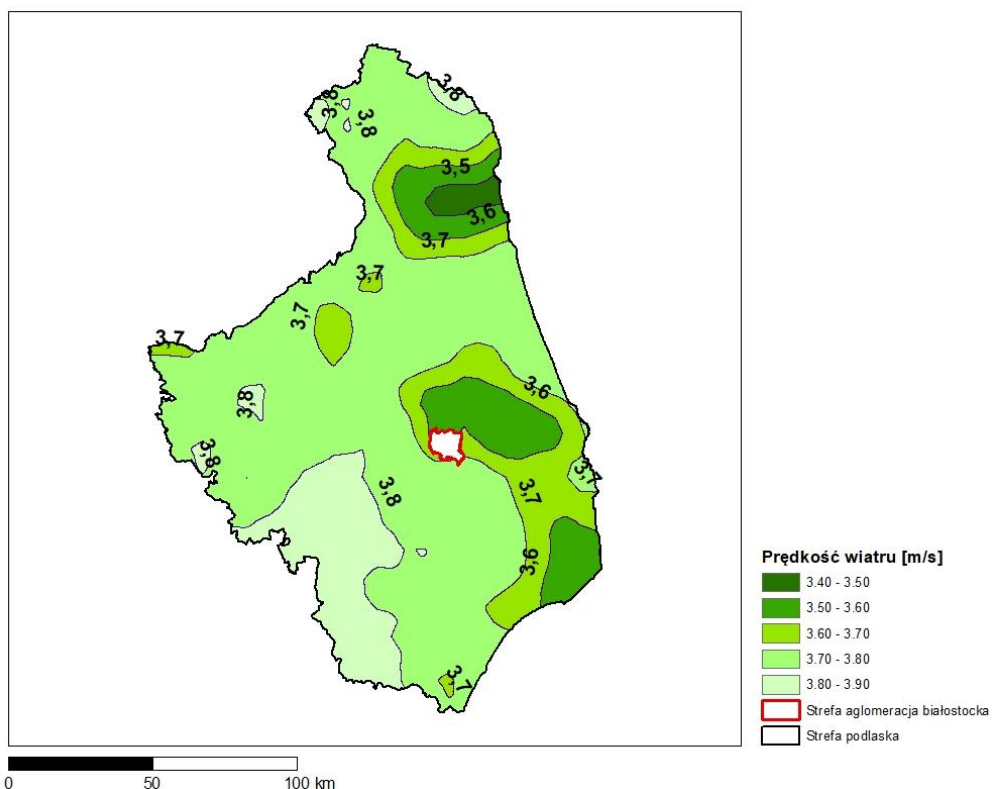 3,8
3,8
3,8
3,5
3,6
3,7
3,7
3,7
3,7
3,6
3,8
3,8
3,7
3,8
3,7
3,6
3,7
Prędkość wiatru [m/s]
3.40 - 3.50
3.50 - 3.60
3.60 - 3.70
3.70 - 3.80
3.80 - 3.90
Strefa aglomeracja białostocka
Strefa podlaska
0 50 100 km